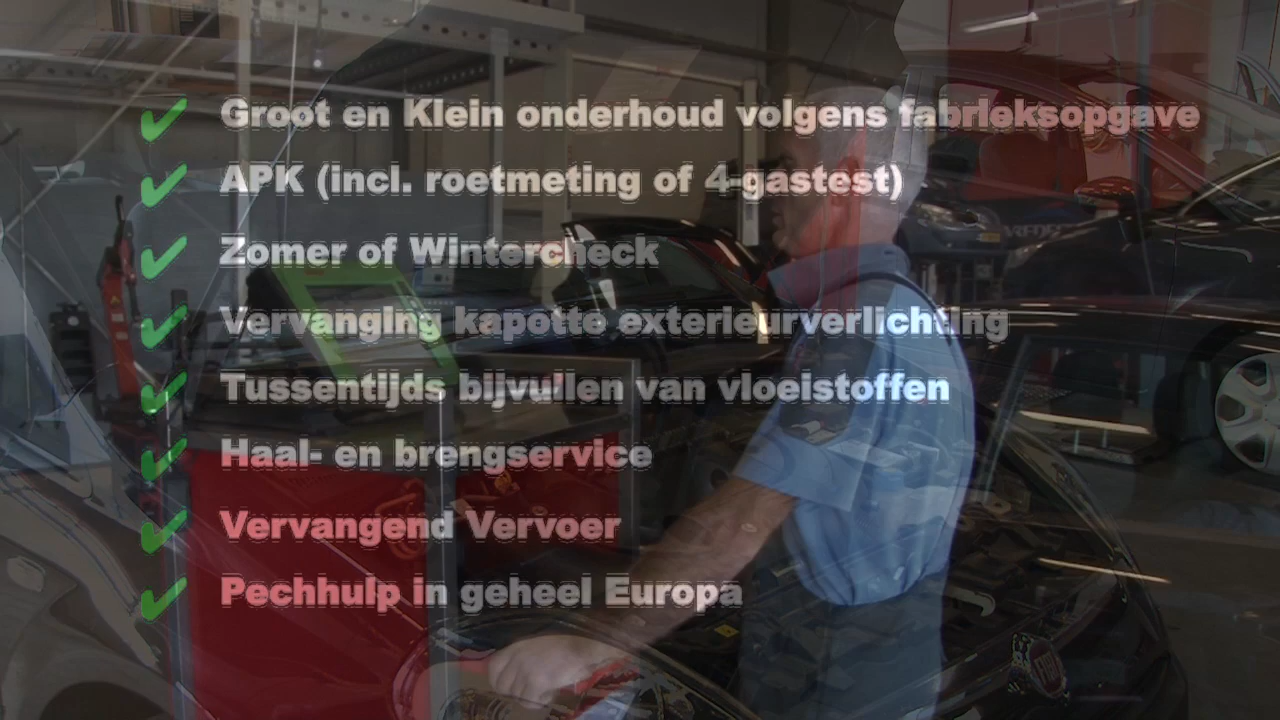 Groot en Klein onderhoud volgens fabrieksopgave
APK (incl. roetmeting of 4-gastest)
Zomer of Wintercheck
Vervanging kapotte exterieurverlichting
Tussentijds bijvullen van vloeistoffen
Haal- en brengservice
Vervangend Vervoer
Pechhulp in geheel Europa
FIAT